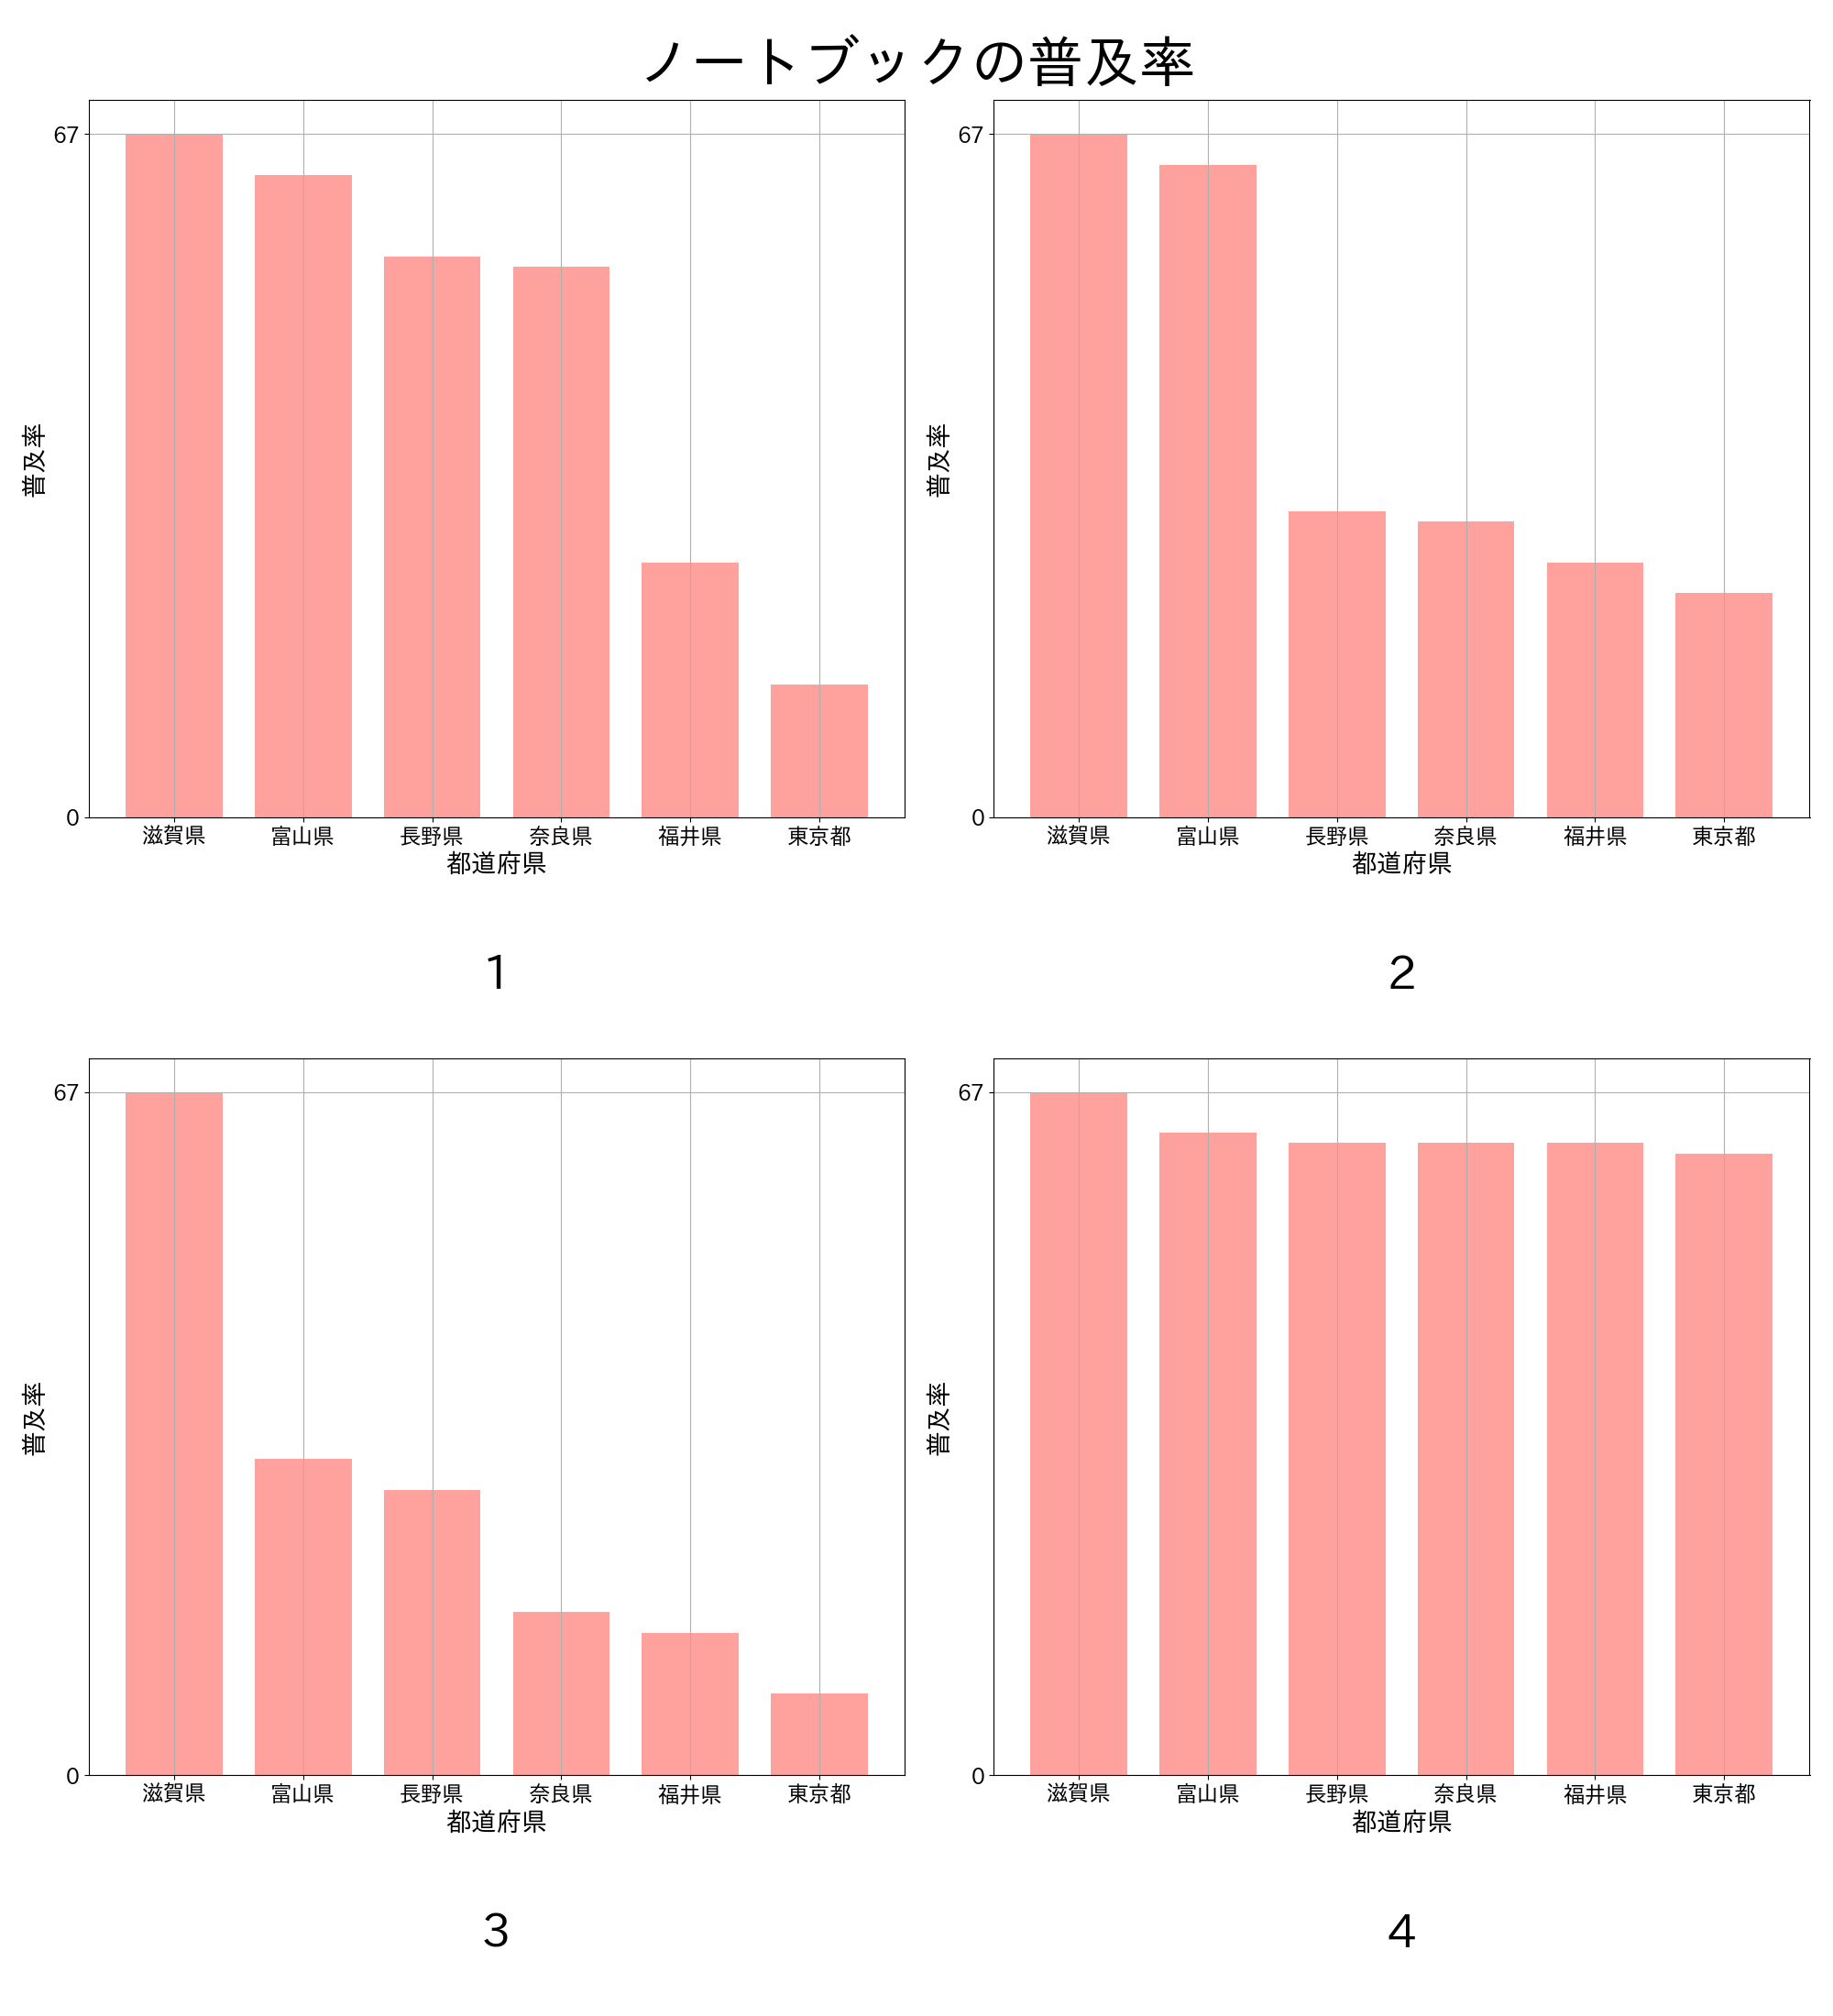 ノートブックの普及率
67
0
普及率
滋賀県 富山県 長野県 奈良県 福井県 東京都
都道府県
1
67
0
普及率
滋賀県 富山県 長野県 奈良県 福井県 東京都
都道府県
2
67
0
普及率
滋賀県 富山県 長野県 奈良県 福井県 東京都
都道府県
3
67
0
普及率
滋賀県 富山県 長野県 奈良県 福井県 東京都
都道府県
4